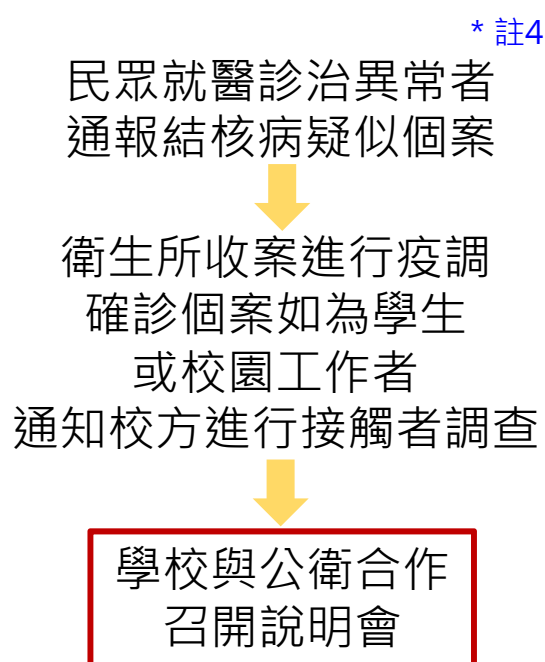 * 註4
民眾就醫診治異常者
通報結核病疑似個案
衛生所收案進行疫調
確診個案如為學生
或校園工作者
通知校方進行接觸者調查
學校與公衛合作
召開說明會